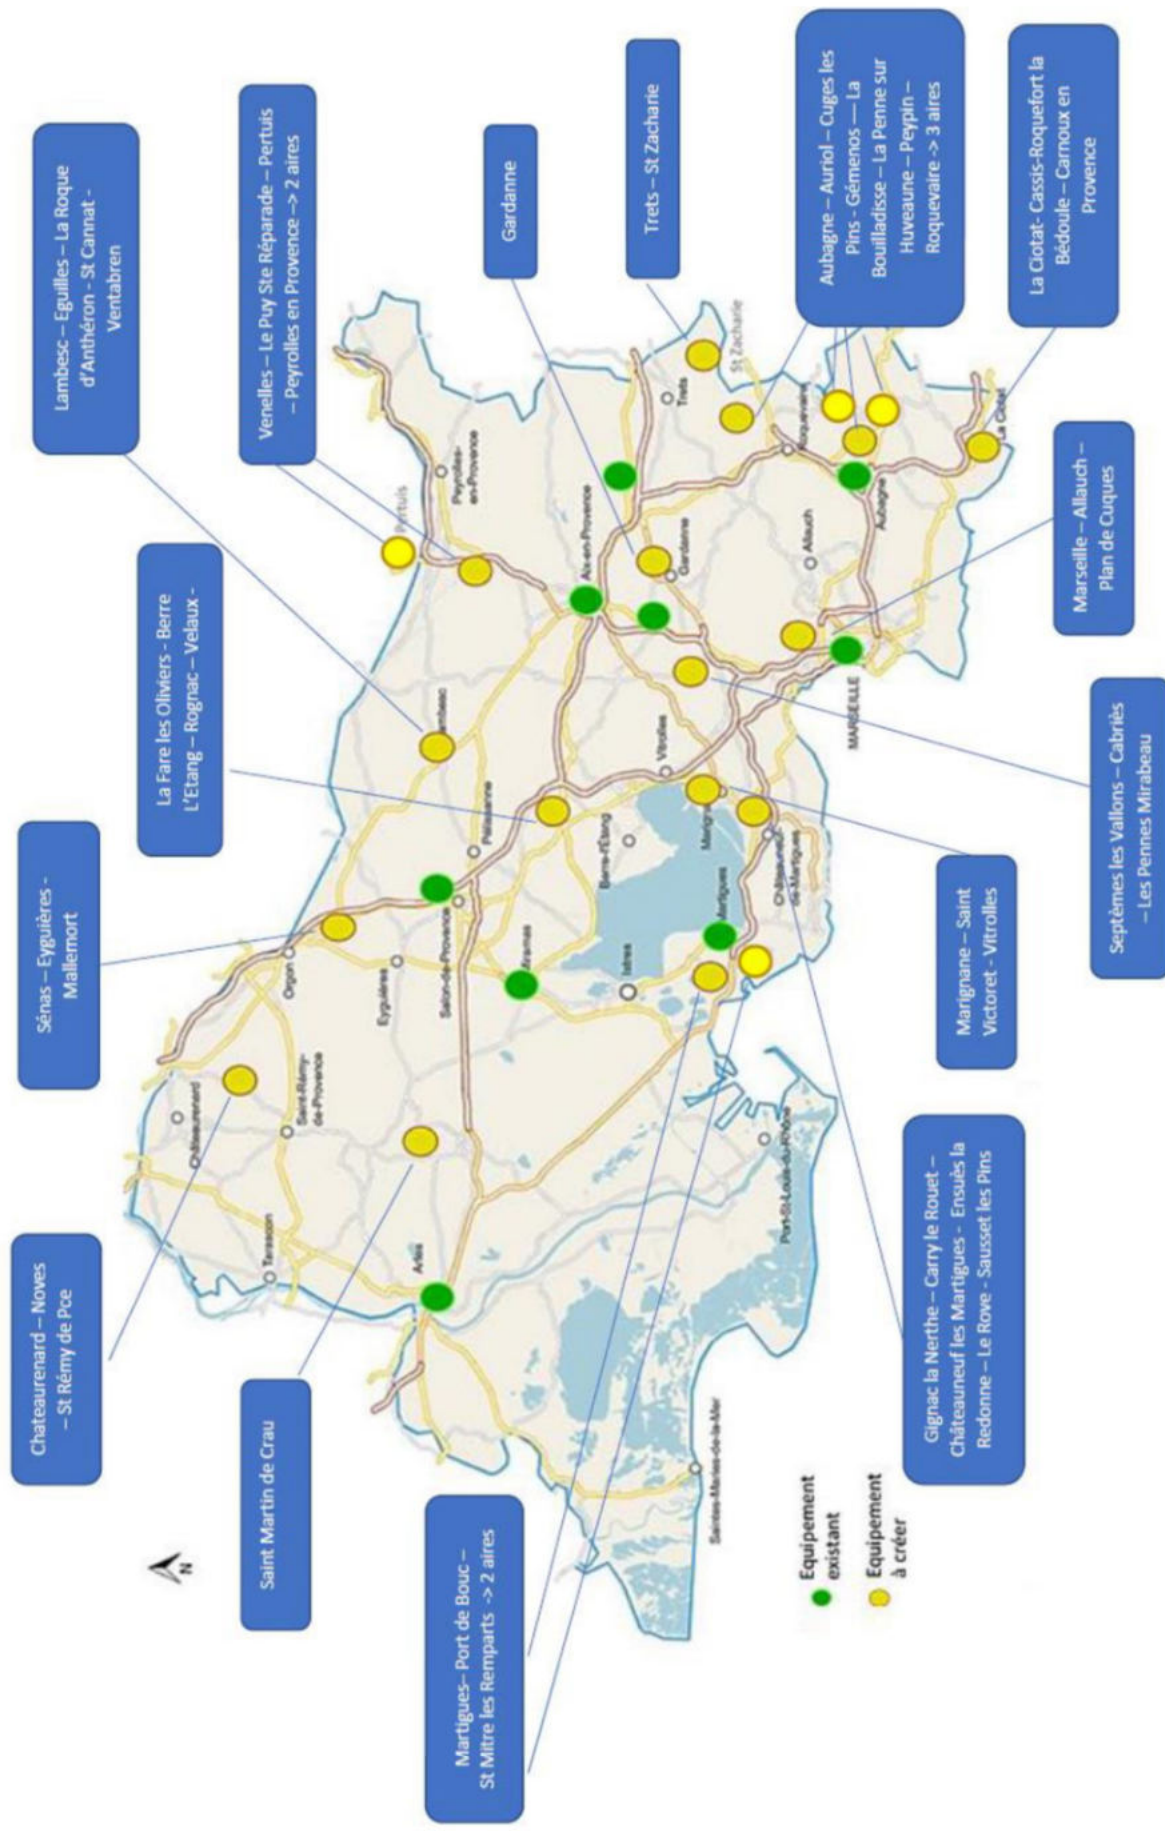 Chateaurenard – Noves
– St Rémy de Pce
Sénas – Eyguières -
Mallemort
Lambesc – Eguilles – La Roque
d'Anthéron - St Cannat -
Ventabren
La Fare les Oliviers - Berre
L'Etang – Rognac – Velaux -
Venelles – Le Puy Ste Réparade – Pertuis
– Peyrolles en Provence –> 2 aires
Saint Martin de Crau
Gardanne
Trets – St Zacharie
Aubagne – Auriol – Cuges les
Pins - Gémenos –– La
Bouilladisse – La Penne sur
Huveaune – Peypin –
Roquevaire -> 3 aires
La Ciotat- Cassis-Roquefort la
Bédoule – Carnoux en
Provence
Marseille – Allauch –
Plan de Cuques
Septèmes les Vallons – Cabriès
– Les Pennes Mirabeau
Marignane – Saint
Victoret - Vitrolles
Gignac la Nerthe – Carry le Rouet –
Châteauneuf les Martigues - Ensuès la
Redonne – Le Rove - Sausset les Pins
Martigues– Port de Bouc –
St Mitre les Remparts -> 2 aires
N
Châteaurenard
Tarascon
Saint-Rémy-
de-Provence
Orgon
Eyguières
Arles
Salon-de-Provence
Pélissanne
Lambesc
Pertuis
Peyrolles-
en-Provence
Miramas
Istres
Berre-l'Étang
Vitrolles
Aix-en-Provence
Gardanne
Trets
St Zacharie
Marignane
Martigues
Châteauneuf-
de-Martigues
Port-St-Louis-du-Rhône
Saintes-Maries-de-la-Mer
MARSEILLE
Allauch
Roquevaire
Aubagne
La Ciotat
Equipement
existant
Equipement
à créer